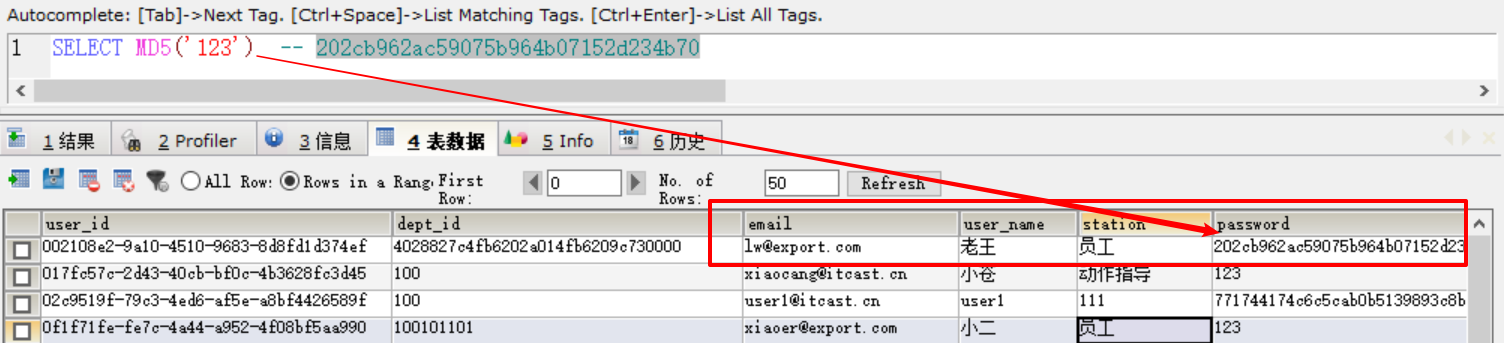 Autocomplete: [Tab]->Next Tag. [Ctrl+Space]->List Matching Tags. [Ctrl+Enter]->List All Tags.
1 SELECT MD5('123') -- 202cb962ac59075b964b07152d234b70
1 结果 2 Profiler 3 信息 4 表数据 5 Info 6 历史
All Row: Rows in a Rang First Row: 0 No. of Rows: 50 Refresh
user_id dept_id email user_name station password
002108e2-9a10-4510-9683-8d8fd1d374ef 4028827c4fb6202a014fb6209c730000 lw@export.com 老王 员工 202cb962ac59075b964b07152d23
017fc57c-2d43-40cb-bf0c-4b3628fc3d45 100 xiaocang@itcast.cn 小苍 动作指导 123
02c9519f-79c3-4ed6-af5e-a8bf4426589f 100 user1@itcast.cn user1 111 771744174c6c5cab0b5139893c8b
0f1f71fe-fe7c-4a44-a952-4f08bf5aa990 100101101 xiaoer@export.com 小二 员工 123